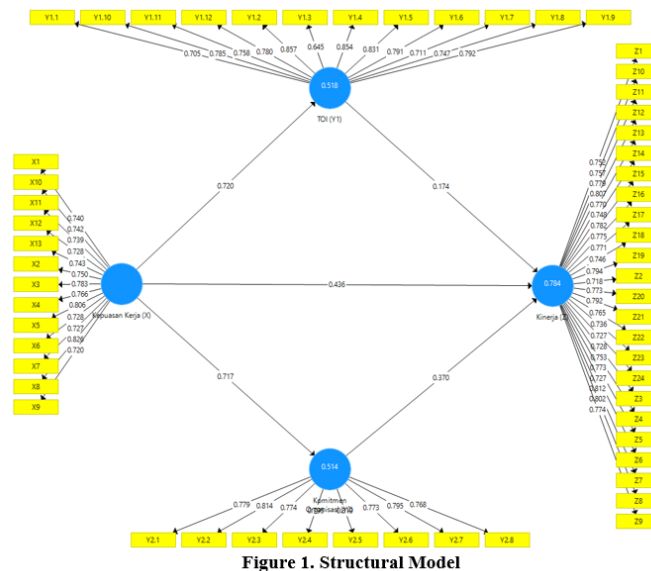 Y1.1 Y1.10 Y1.11 Y1.12 Y1.2 Y1.3 Y1.4 Y1.5 Y1.6 Y1.7 Y1.8 Y1.9
0.705 0.785 0.758 0.780 0.857 0.645 0.854 0.831 0.791 0.711 0.747 0.792
0.518
TOI (Y1)
0.720
0.174
X1
X10
X11
X12
X13
X2
X3
X4
X5
X6
X7
X8
X9
0.740
0.742
0.739
0.728
0.743
0.750
0.783
0.766
0.806
0.728
0.727
0.826
0.720
Kepuasan Kerja (X)
0.436
0.784
Kinerja (Z)
0.752
0.757
0.779
0.807
0.770
0.748
0.782
0.775
0.771
0.746
0.794
0.718
0.773
0.792
0.765
0.736
0.727
0.728
0.753
0.773
0.727
0.812
0.802
0.774
Z1
Z10
Z11
Z12
Z13
Z14
Z15
Z16
Z17
Z18
Z19
Z2
Z20
Z21
Z22
Z23
Z24
Z3
Z4
Z5
Z6
Z7
Z8
Z9
0.717
0.370
0.514
Komitmen
0.779 0.814 0.774 0.773 0.795 0.768
Y2.1 Y2.2 Y2.3 Y2.4 Y2.5 Y2.6 Y2.7 Y2.8
Figure 1. Structural Model